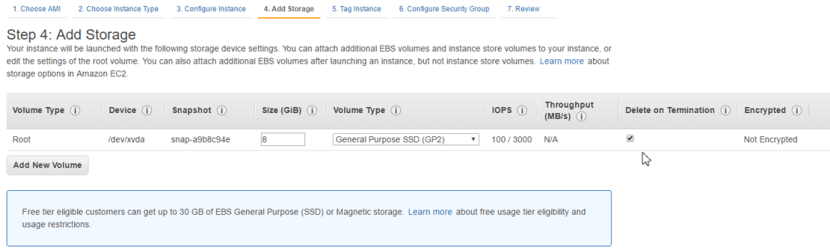 1. Choose AMI 2. Choose Instance Type 3. Configure Instance 4. Add Storage 5. Tag Instance 6. Configure Security Group 7. Review
Step 4: Add Storage
Your instance will be launched with the following storage device settings. You can attach additional EBS volumes and instance store volumes to your instance, or
edit the settings of the root volume. You can also attach additional EBS volumes after launching an instance, but not instance store volumes. Learn more about
storage options in Amazon EC2.
Volume Type Device Snapshot Size (GiB) Volume Type IOPS Throughput (MB/s) Delete on Termination Encrypted
Root /dev/xvda snap-a9b8c94e 8 General Purpose SSD (GP2) 100 / 3000 N/A Not Encrypted
Add New Volume
Free tier eligible customers can get up to 30 GB of EBS General Purpose (SSD) or Magnetic storage. Learn more about free usage tier eligibility and
usage restrictions.